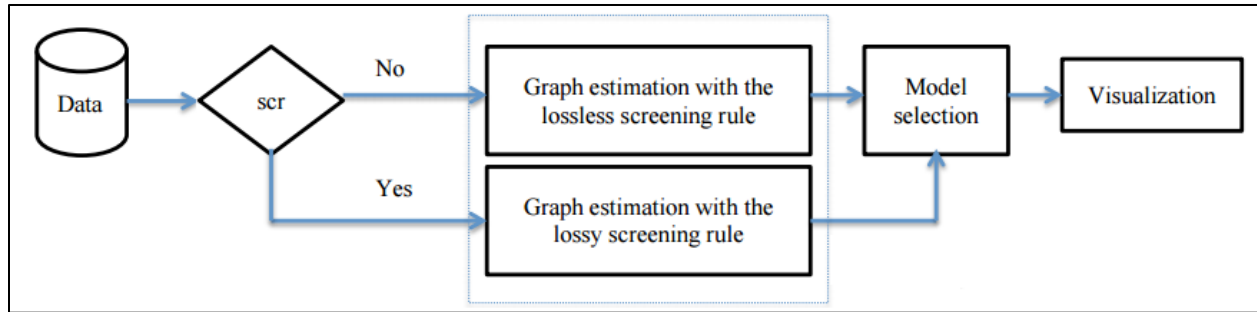 Data
scr
No
Yes
Graph estimation with the
lossless screening rule
Graph estimation with the
lossy screening rule
Model
selection
Visualization